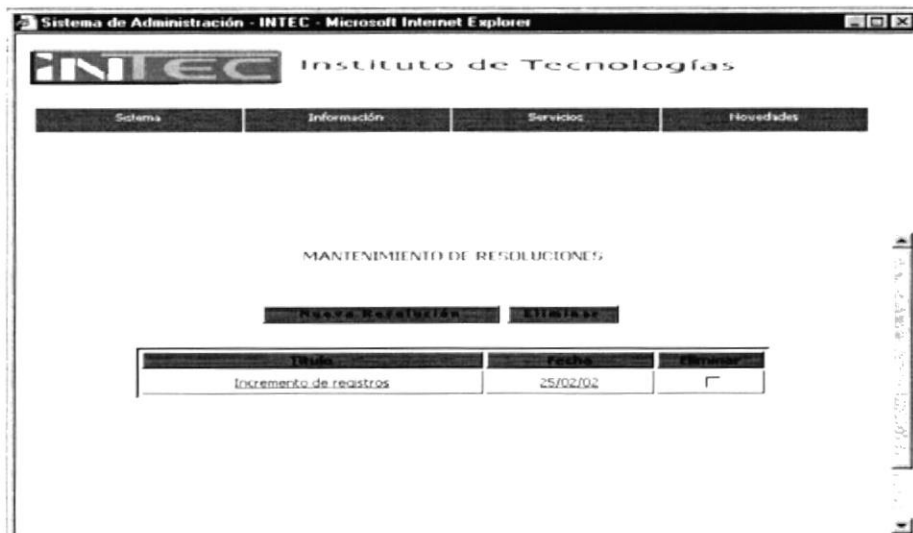 Sistema de Administración - INTEC - Microsoft Internet Explorer
INTEC Instituto de Tecnologías
Sistema Información Servicios Novedades
MANTENIMIENTO DE RESOLUCIONES
Nueva Resolución Eliminar
Título Fecha Eliminar
Incremento de registros 25/02/02